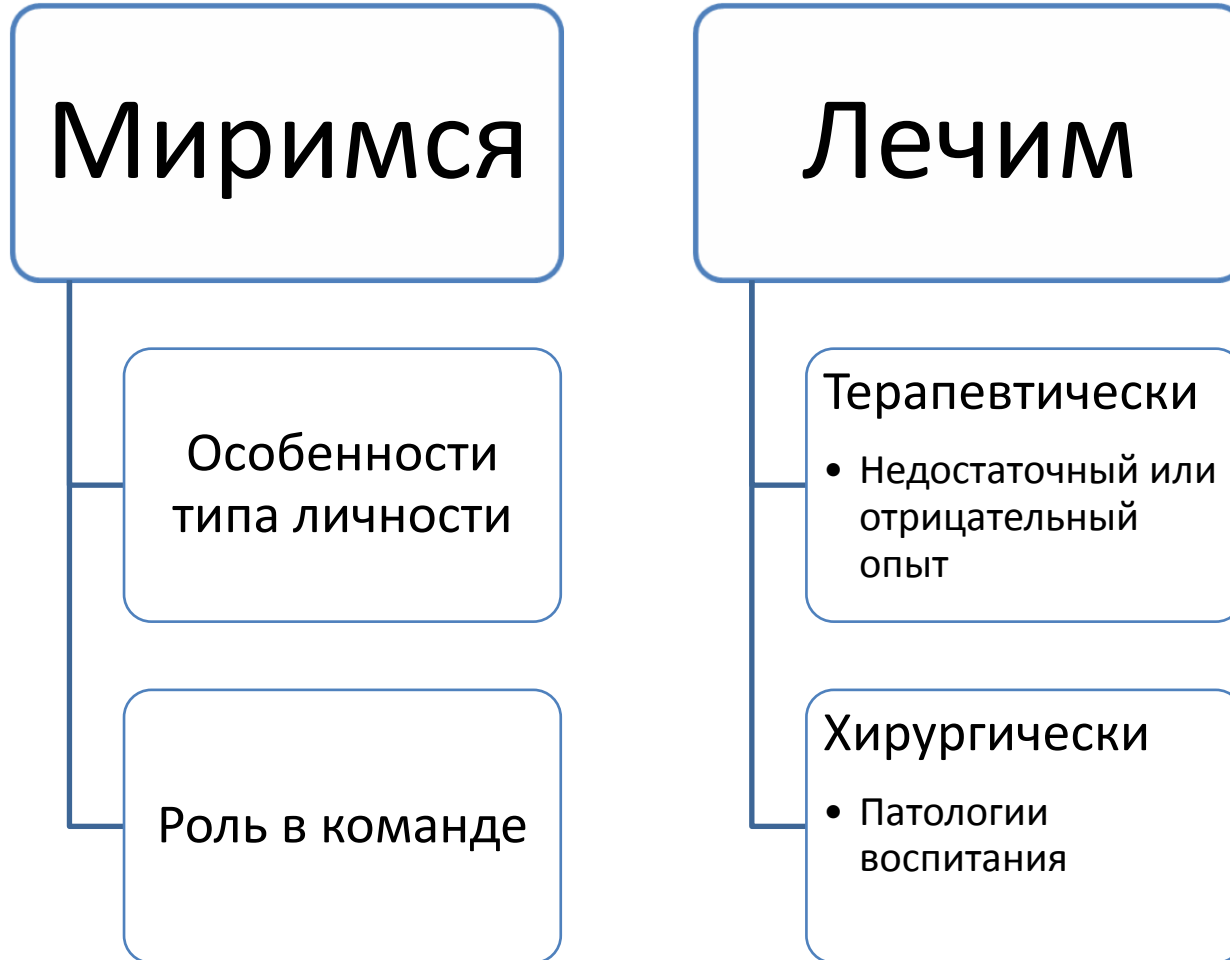 Миримся
Особенности
типа личности
Роль в команде
Лечим
Терапевтически
• Недостаточный или
отрицательный
опыт
Хирургически
• Патологии
воспитания